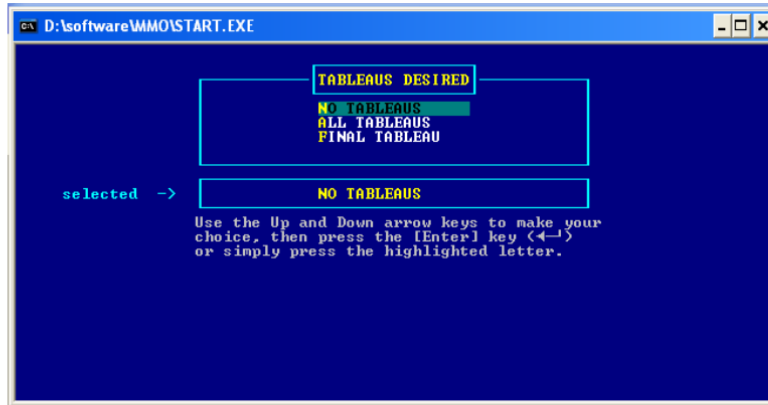 D:\software\MMO\START.EXE
TABLEAUS DESIRED
NO TABLEAUS
ALL TABLEAUS
FINAL TABLEAU
selected -> NO TABLEAUS
Use the Up and Down arrow keys to make your
choice, then press the [Enter] key (◄─┘)
or simply press the highlighted letter.